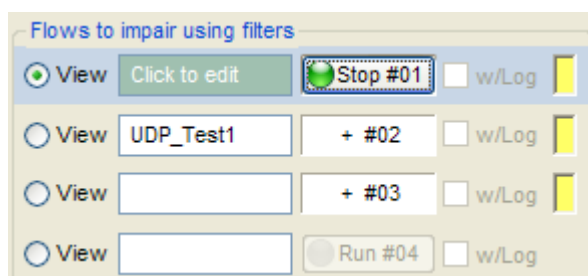 Flows to impair using filters
View Click to edit Stop #01 w/Log
View UDP_Test1 + #02 w/Log
View + #03 w/Log
View Run #04 w/Log